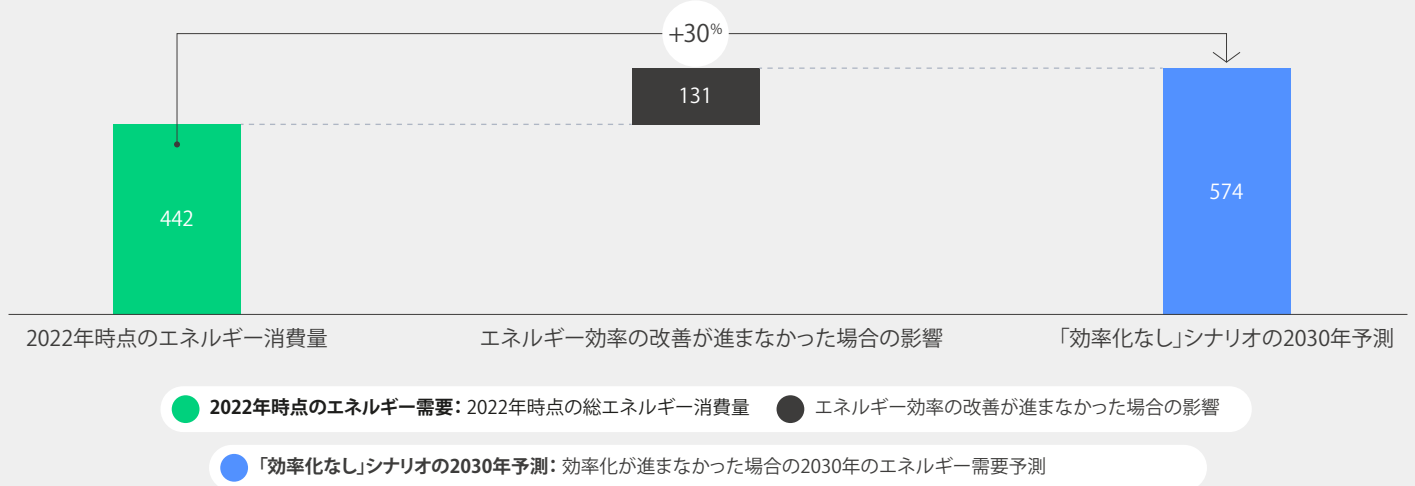 +30%
131
442
574
2022年時点のエネルギー消費量
エネルギー効率の改善が進まなかった場合の影響
「効率化なし」シナリオの2030年予測
2022年時点のエネルギー需要： 2022年時点の総エネルギー消費量
エネルギー効率の改善が進まなかった場合の影響
「効率化なし」シナリオの2030年予測： 効率化が進まなかった場合の2030年のエネルギー需要予測